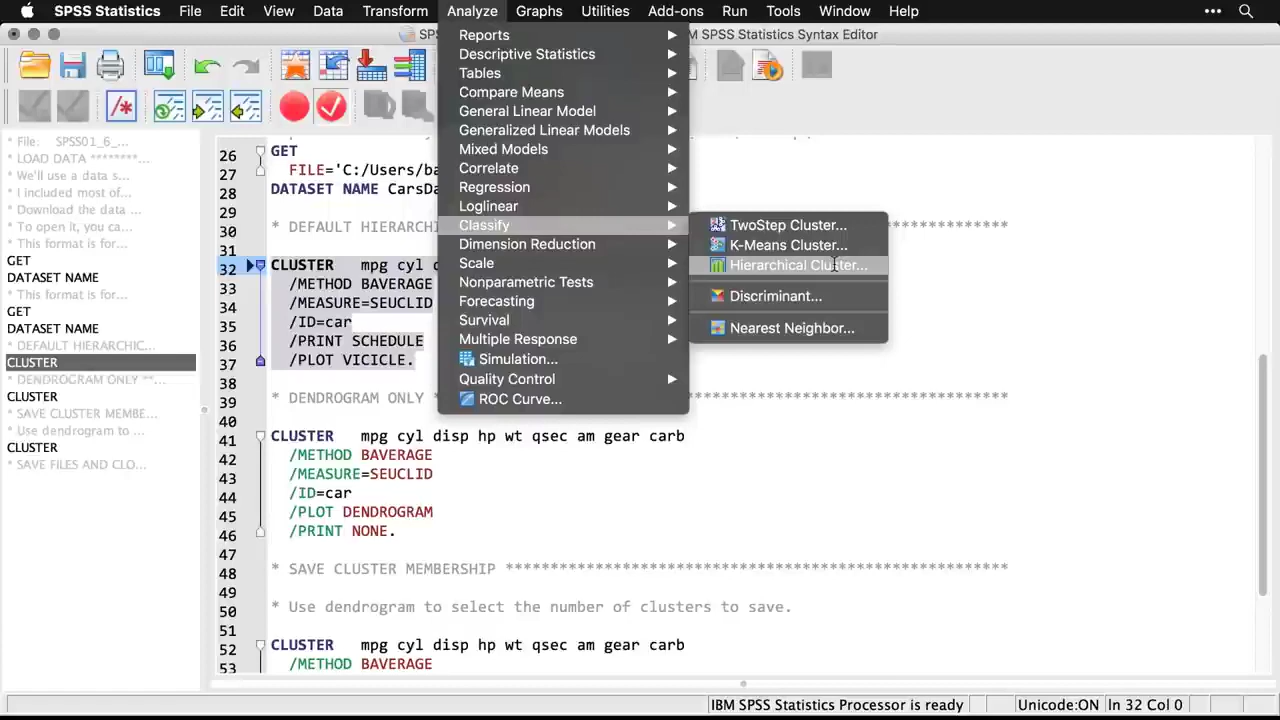 SPSS Statistics File Edit View Data Transform Analyze Graphs Utilities Add-ons Run Tools Window Help
SPS
M SPSS Statistics Syntax Editor
Reports
Descriptive Statistics
Tables
Compare Means
General Linear Model
Generalized Linear Models
Mixed Models
Correlate
Regression
Loglinear
Classify
Dimension Reduction
Scale
Nonparametric Tests
Forecasting
Survival
Multiple Response
Simulation...
Quality Control
ROC Curve...
TwoStep Cluster...
K-Means Cluster...
Hierarchical Cluster...
Discriminant...
Nearest Neighbor...
* File: SPSS01_6_...
* LOAD DATA ********...
* We'll use a data s...
* I included most of...
* Download the data ...
* To open it, you ca...
* This format is for...
GET
DATASET NAME
* This format is for...
GET
DATASET NAME
* DEFAULT HIERARCHIC...
CLUSTER
* DENDROGRAM ONLY **...
CLUSTER
* SAVE CLUSTER MEMBE...
* Use dendrogram to ...
CLUSTER
* SAVE FILES AND CLO...
26 GET
27 FILE='C:/Users/ba
28 DATASET NAME CarsDa
29
30 * DEFAULT HIERARCHI *************
31
32 CLUSTER mpg cyl d
33 /METHOD BAVERAGE
34 /MEASURE=SEUCLID
35 /ID=car
36 /PRINT SCHEDULE
37 /PLOT VICICLE.
38
39 * DENDROGRAM ONLY * ***********************************
40
41 CLUSTER mpg cyl disp hp wt qsec am gear carb
42 /METHOD BAVERAGE
43 /MEASURE=SEUCLID
44 /ID=car
45 /PLOT DENDROGRAM
46 /PRINT NONE.
47
48 * SAVE CLUSTER MEMBERSHIP ********************************************************
49
50 * Use dendrogram to select the number of clusters to save.
51
52 CLUSTER mpg cyl disp hp wt qsec am gear carb
53 /METHOD BAVERAGE
IBM SPSS Statistics Processor is ready Unicode:ON In 32 Col 0